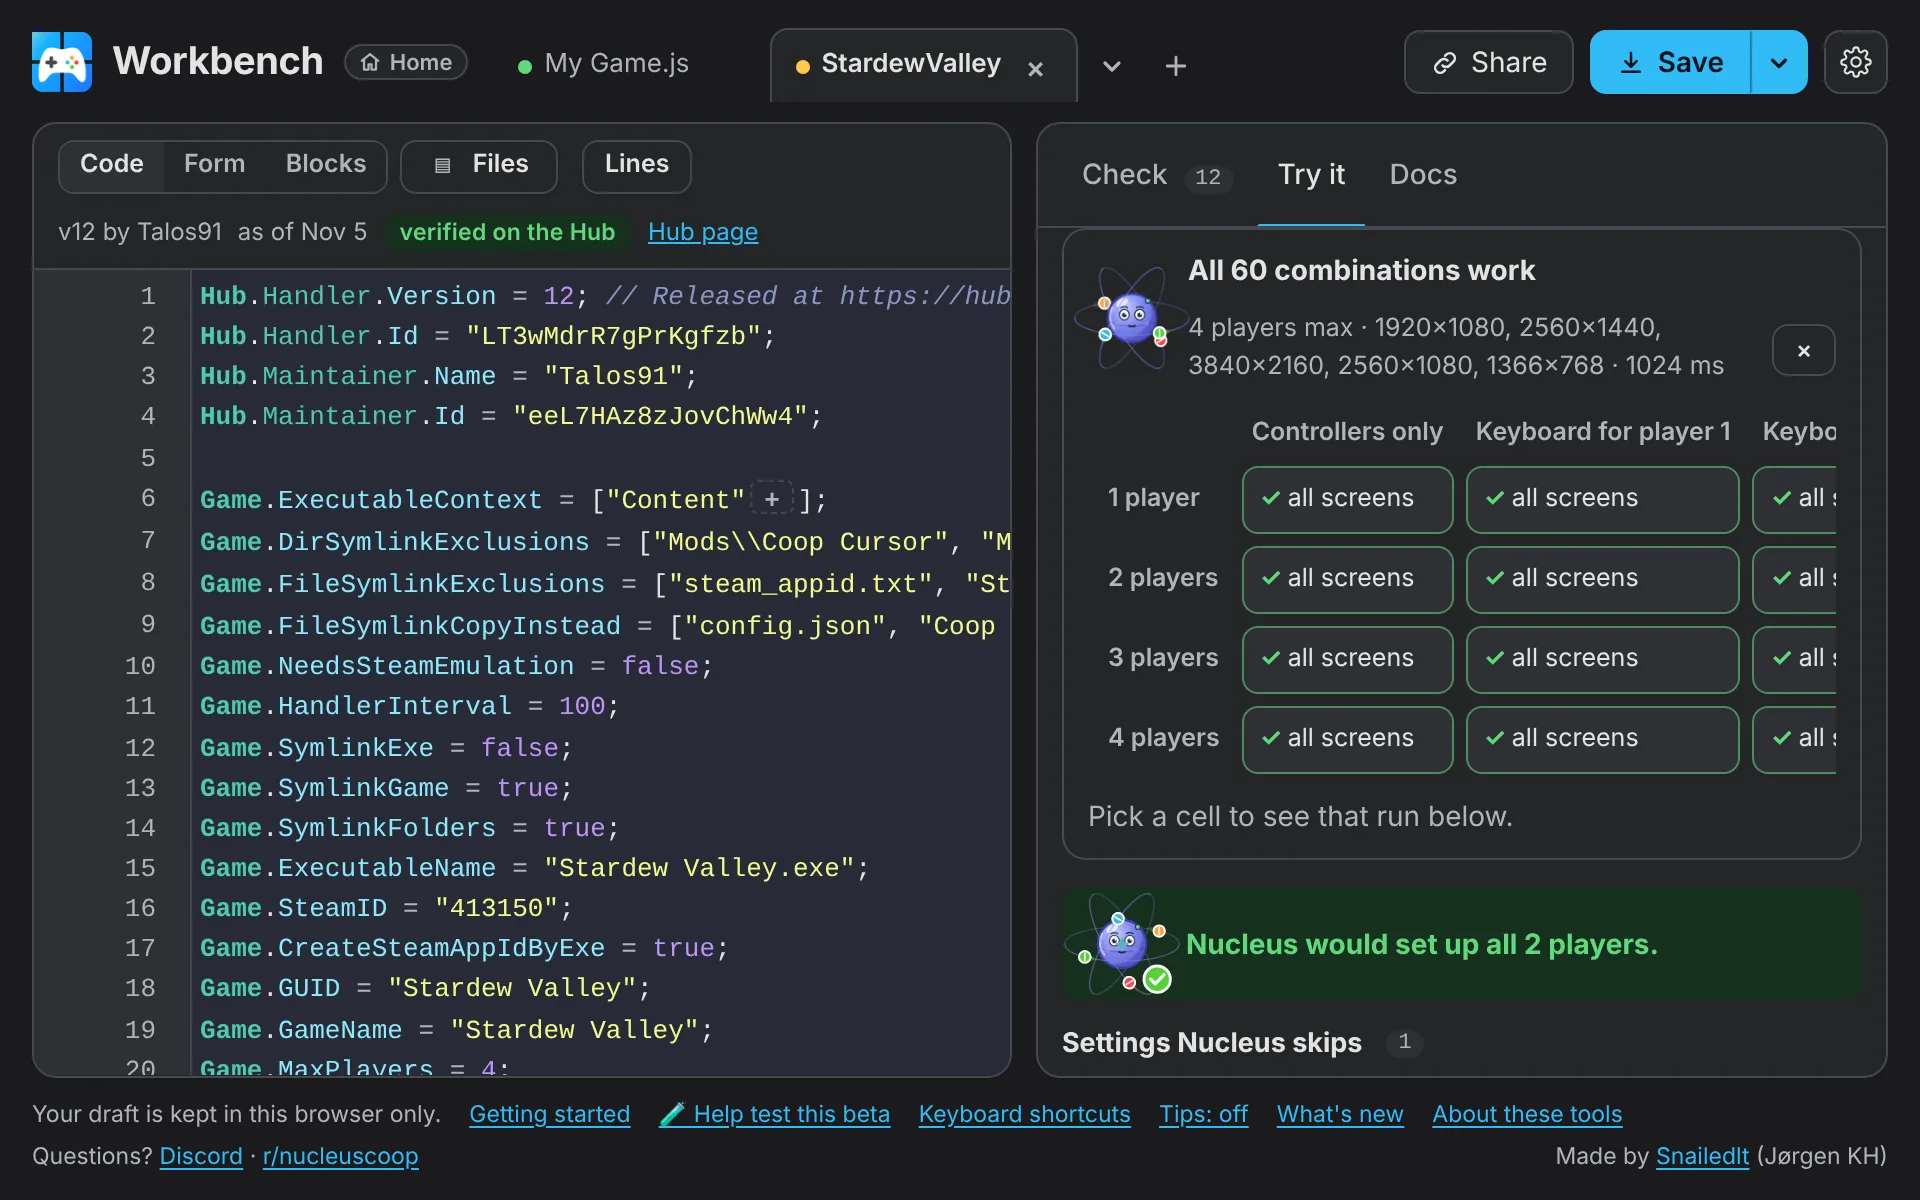 Workbench
Home
My Game.js
StardewValley
Share
Save
Code
Form
Blocks
Files
Lines
v12 by Talos91 as of Nov 5 verified on the Hub Hub page
1 Hub.Handler.Version = 12; // Released at https://hub
2 Hub.Handler.Id = "LT3wMdrR7gPrKgfzb";
3 Hub.Maintainer.Name = "Talos91";
4 Hub.Maintainer.Id = "eeL7HAz8zJovChWw4";
5
6 Game.ExecutableContext = ["Content" + ];
7 Game.DirSymlinkExclusions = ["Mods\\Coop Cursor", "M
8 Game.FileSymlinkExclusions = ["steam_appid.txt", "St
9 Game.FileSymlinkCopyInstead = ["config.json", "Coop
10 Game.NeedsSteamEmulation = false;
11 Game.HandlerInterval = 100;
12 Game.SymlinkExe = false;
13 Game.SymlinkGame = true;
14 Game.SymlinkFolders = true;
15 Game.ExecutableName = "Stardew Valley.exe";
16 Game.SteamID = "413150";
17 Game.CreateSteamAppIdByExe = true;
18 Game.GUID = "Stardew Valley";
19 Game.GameName = "Stardew Valley";
20 Game.MaxPlayers = 4;
Check 12
Try it
Docs
All 60 combinations work
4 players max · 1920×1080, 2560×1440,
3840×2160, 2560×1080, 1366×768 · 1024 ms
Controllers only Keyboard for player 1 Keybo
1 player ✓ all screens ✓ all screens ✓ all s
2 players ✓ all screens ✓ all screens ✓ all s
3 players ✓ all screens ✓ all screens ✓ all s
4 players ✓ all screens ✓ all screens ✓ all s
Pick a cell to see that run below.
Nucleus would set up all 2 players.
Settings Nucleus skips 1
Your draft is kept in this browser only. Getting started Help test this beta Keyboard shortcuts Tips: off What's new About these tools
Questions? Discord · r/nucleuscoop
Made by SnailedIt (Jørgen KH)